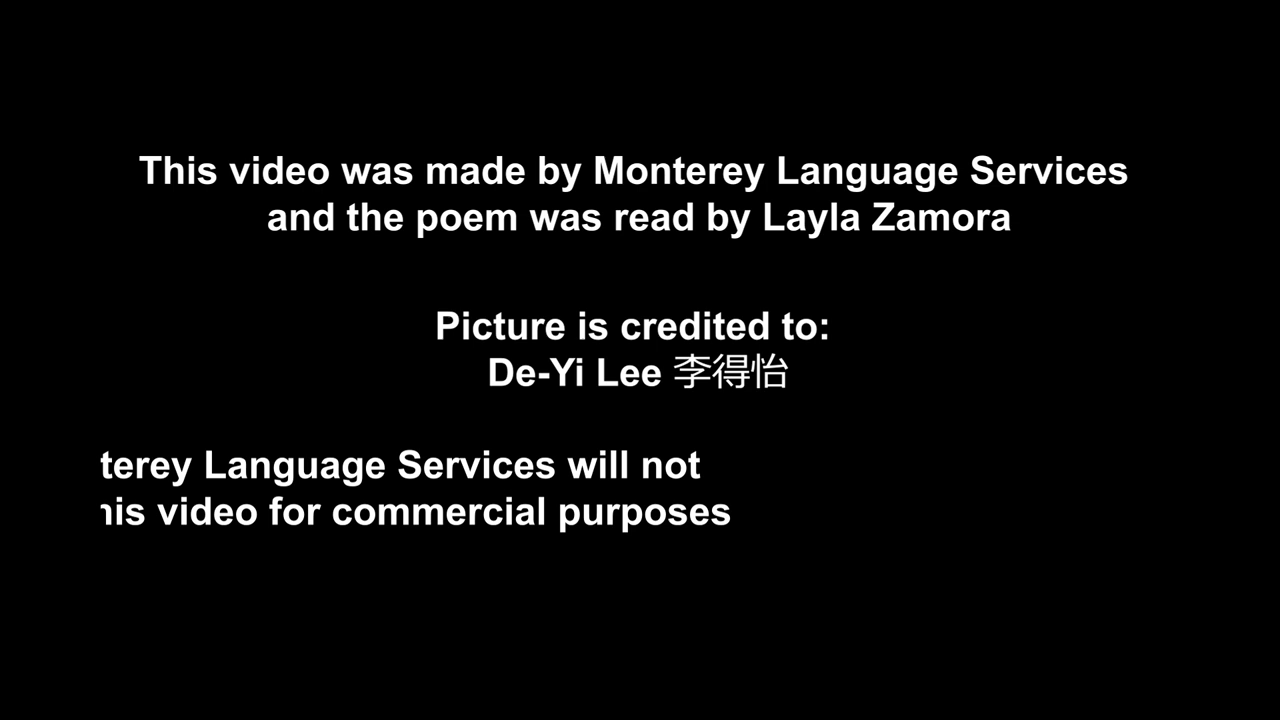 This video was made by Monterey Language Services
and the poem was read by Layla Zamora
Picture is credited to:
De-Yi Lee 李得怡
terey Language Services will not
his video for commercial purposes